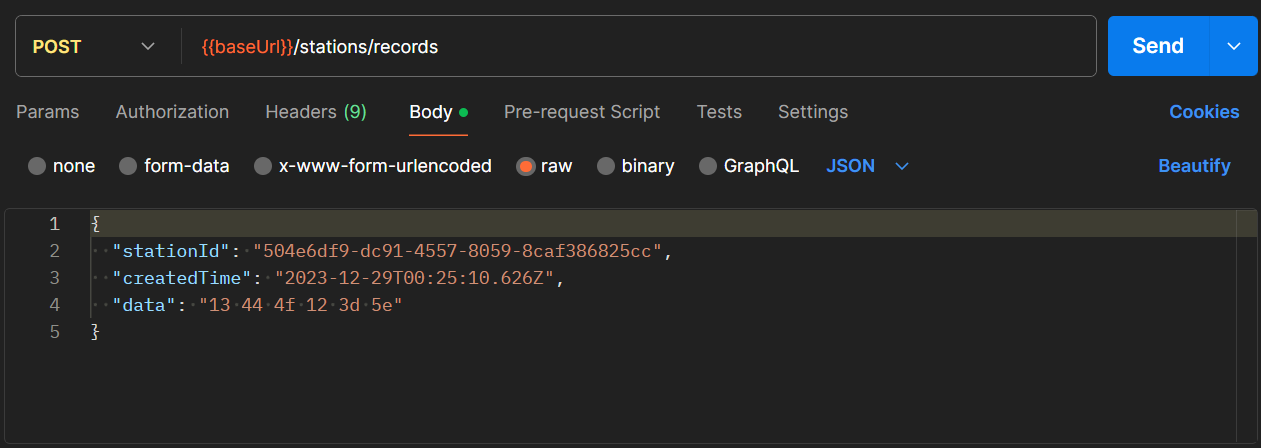 POST {{baseUrl}}/stations/records Send
Params Authorization Headers (9) Body Pre-request Script Tests Settings Cookies
none form-data x-www-form-urlencoded raw binary GraphQL JSON Beautify
1 {
2 "stationId": "504e6df9-dc91-4557-8059-8caf386825cc",
3 "createdTime": "2023-12-29T00:25:10.626Z",
4 "data": "13 44 4f 12 3d 5e"
5 }